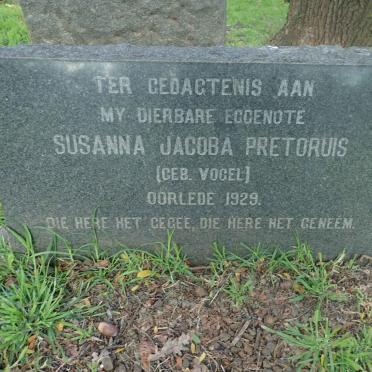 TER GEDAGTENIS AAN
MY DIERBARE EGGENOTE
SUSANNA JACOBA PRETORUIS
(GEB. VOGEL)
OORLEDE 1929.
DIE HERE HET GEGEE, DIE HERE HET GENEEM.